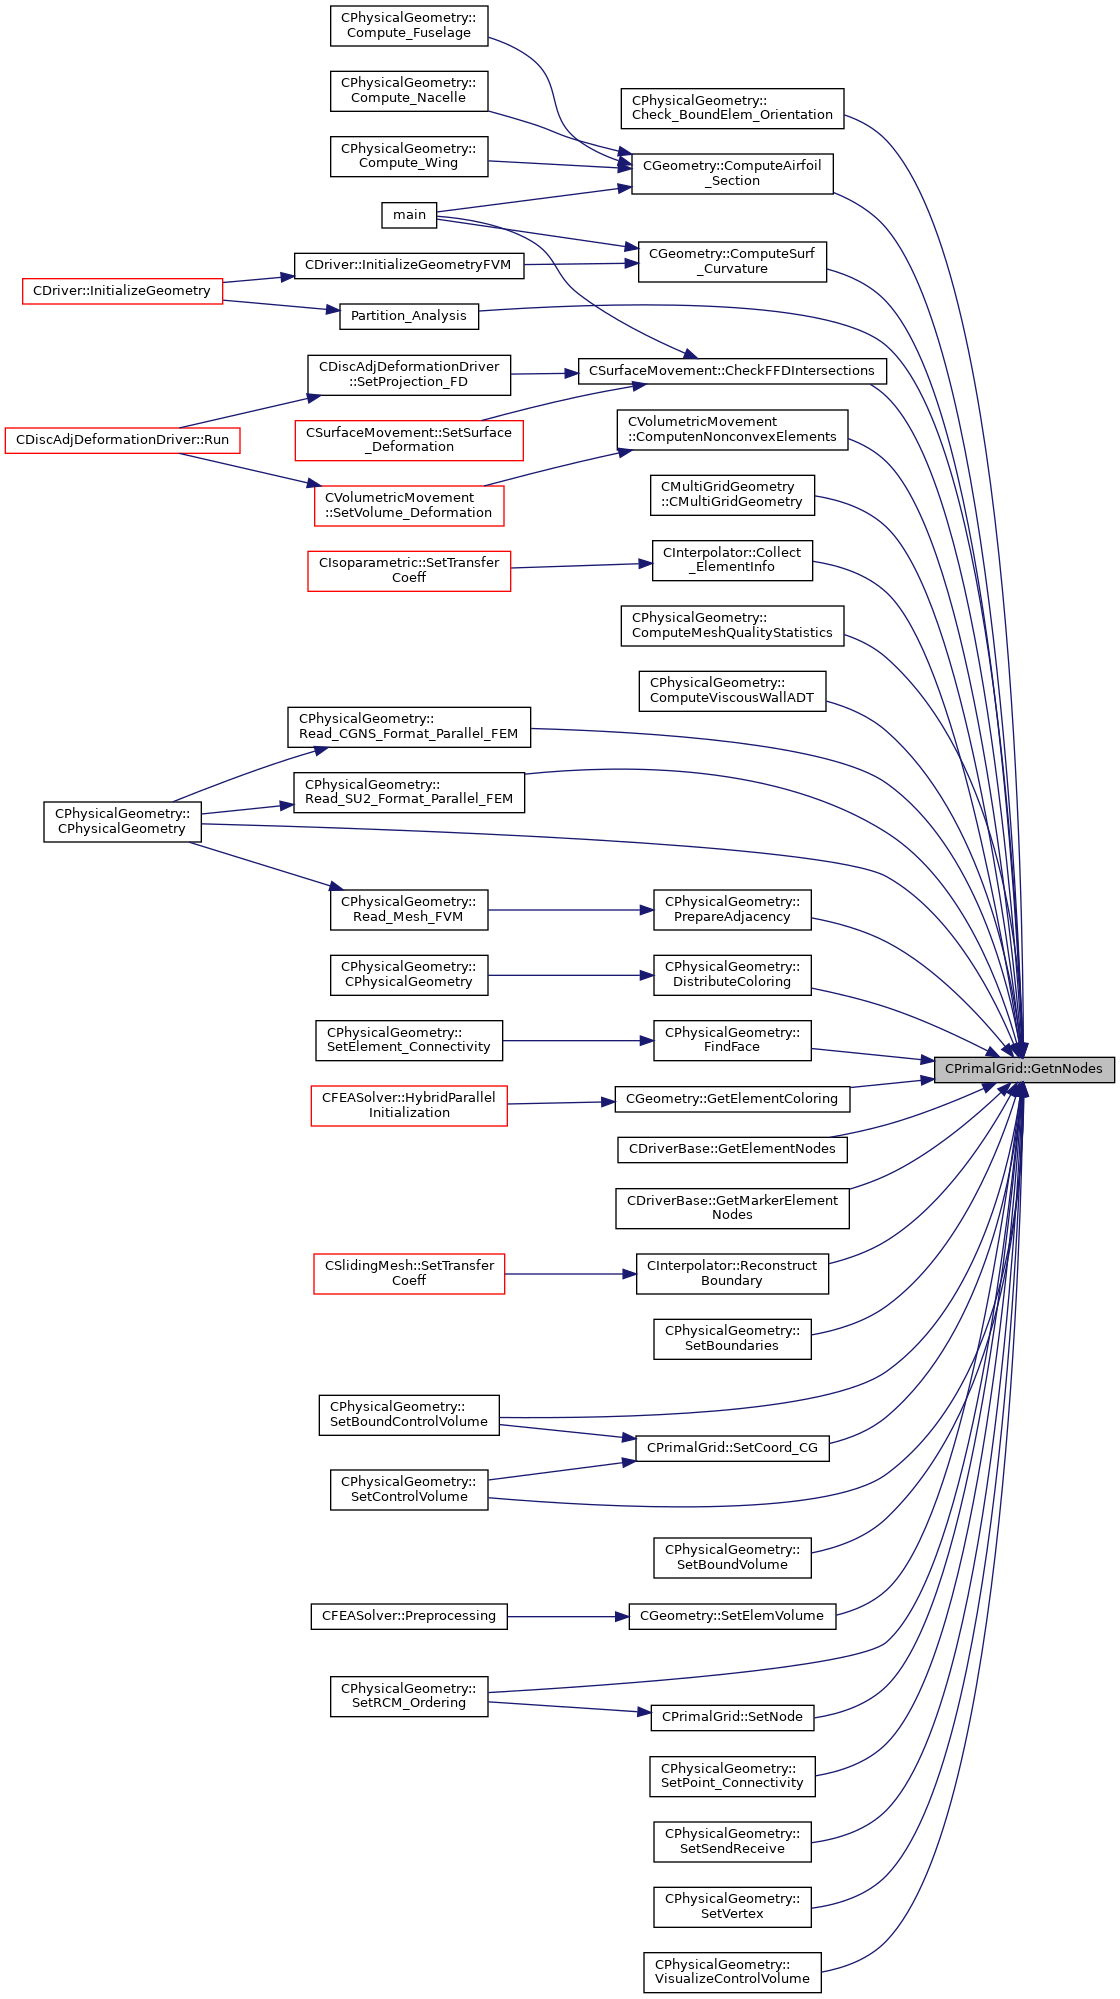 CPhysicalGeometry::
Compute_Fuselage
CPhysicalGeometry::
Compute_Nacelle
CPhysicalGeometry::
Check_BoundElem_Orientation
CPhysicalGeometry::
Compute_Wing
CGeometry::ComputeAirfoil
_Section
main
CGeometry::ComputeSurf
_Curvature
CDriver::InitializeGeometryFVM
CDriver::InitializeGeometry
Partition_Analysis
CDiscAdjDeformationDriver
::SetProjection_FD
CSurfaceMovement::CheckFFDIntersections
CDiscAdjDeformationDriver::Run
CSurfaceMovement::SetSurface
_Deformation
CVolumetricMovement
::ComputenNonconvexElements
CVolumetricMovement
::SetVolume_Deformation
CMultiGridGeometry
::CMultiGridGeometry
CIsoparametric::SetTransfer
Coeff
CInterpolator::Collect
_ElementInfo
CPhysicalGeometry::
ComputeMeshQualityStatistics
CPhysicalGeometry::
ComputeViscousWallADT
CPhysicalGeometry::
Read_CGNS_Format_Parallel_FEM
CPhysicalGeometry::
Read_SU2_Format_Parallel_FEM
CPhysicalGeometry::
CPhysicalGeometry
CPhysicalGeometry::
Read_Mesh_FVM
CPhysicalGeometry::
PrepareAdjacency
CPhysicalGeometry::
CPhysicalGeometry
CPhysicalGeometry::
DistributeColoring
CPhysicalGeometry::
SetElement_Connectivity
CPhysicalGeometry::
FindFace
CPrimalGrid::GetnNodes
CFEASolver::HybridParallel
Initialization
CGeometry::GetElementColoring
CDriverBase::GetElementNodes
CDriverBase::GetMarkerElement
Nodes
CSlidingMesh::SetTransfer
Coeff
CInterpolator::Reconstruct
Boundary
CPhysicalGeometry::
SetBoundaries
CPhysicalGeometry::
SetBoundControlVolume
CPrimalGrid::SetCoord_CG
CPhysicalGeometry::
SetControlVolume
CPhysicalGeometry::
SetBoundVolume
CFEASolver::Preprocessing
CGeometry::SetElemVolume
CPhysicalGeometry::
SetRCM_Ordering
CPrimalGrid::SetNode
CPhysicalGeometry::
SetPoint_Connectivity
CPhysicalGeometry::
SetSendReceive
CPhysicalGeometry::
SetVertex
CPhysicalGeometry::
VisualizeControlVolume